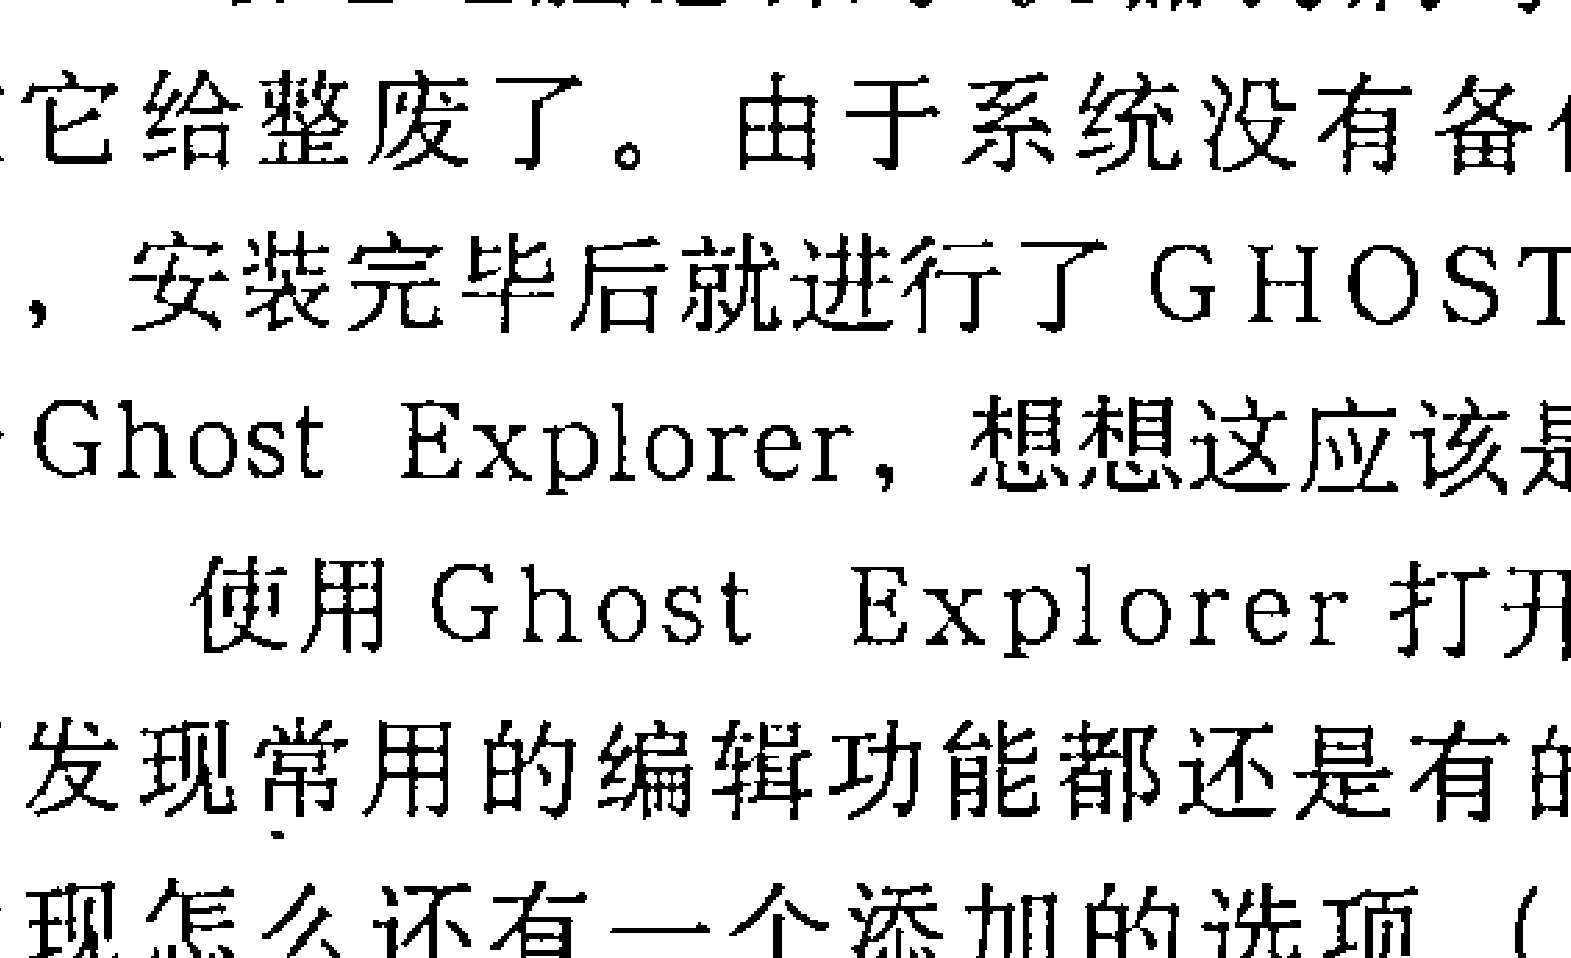 它给整废了。由于系统没有备
，安装完毕后就进行了GHOST
Ghost Explorer，想想这应该是
使用Ghost Explorer打开
发现常用的编辑功能都还是有的
现怎么还有一个添加的选项（